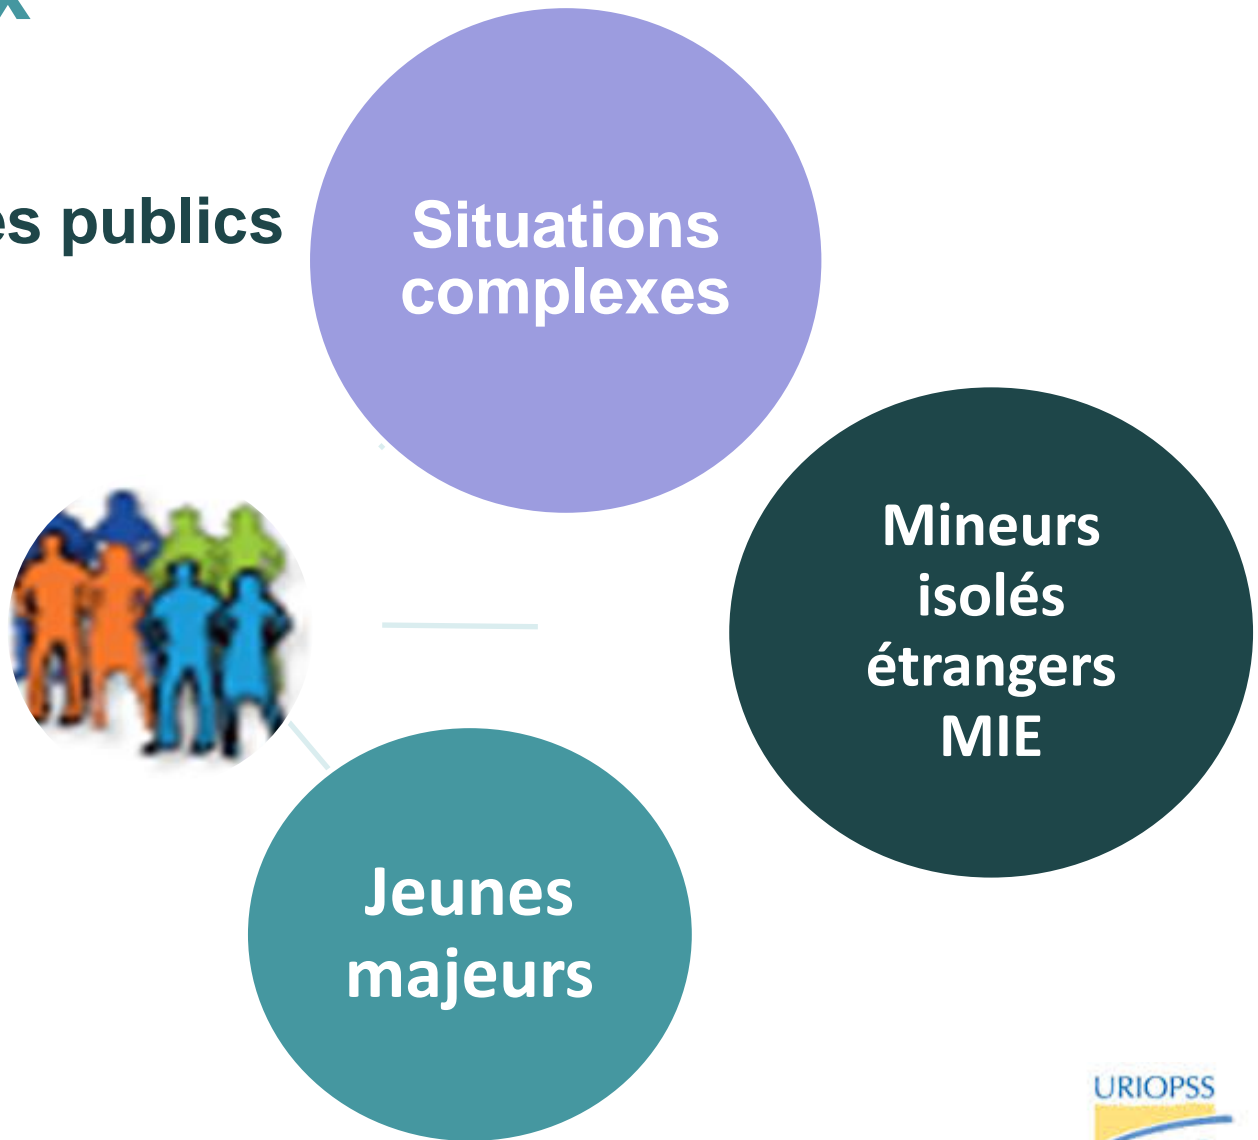 x
es publics
Situations
complexes
Mineurs
isolés
étrangers
MIE
Jeunes
majeurs
URIOPSS